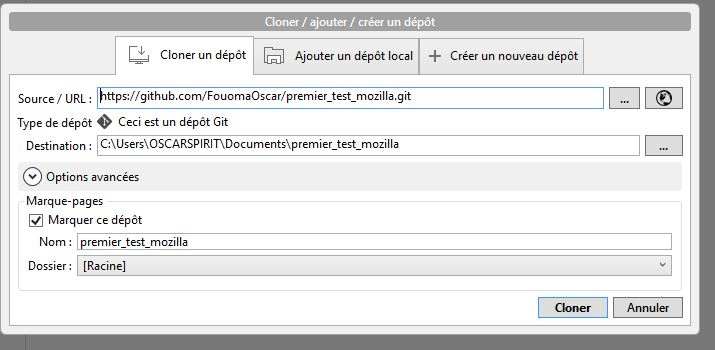 Cloner / ajouter / créer un dépôt
Cloner un dépôt
Ajouter un dépôt local
Créer un nouveau dépôt
Source / URL : https://github.com/FouomaOscar/premier_test_mozilla.git ...
Type de dépôt Ceci est un dépôt Git
Destination : C:\Users\OSCARSPIRIT\Documents\premier_test_mozilla ...
Options avancées
Marque-pages
Marquer ce dépôt
Nom : premier_test_mozilla
Dossier : [Racine]
Cloner Annuler